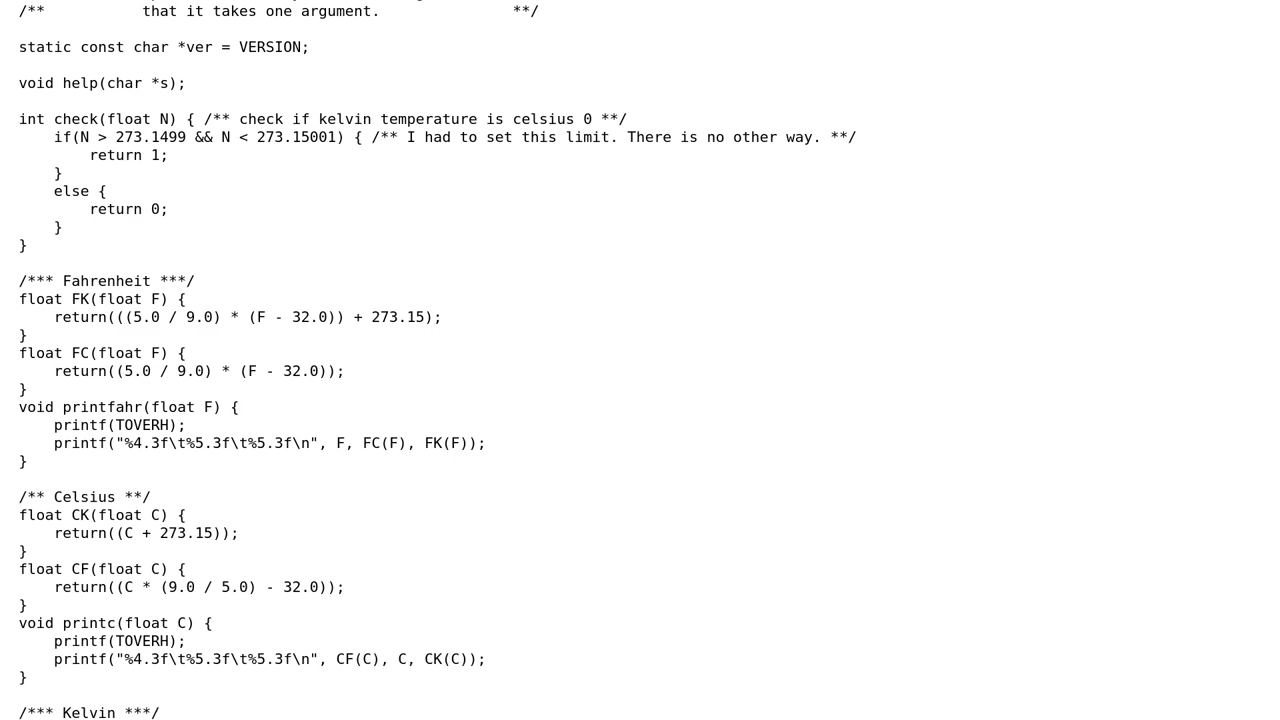 /**           that it takes one argument.               **/

static const char *ver = VERSION;

void help(char *s);

int check(float N) { /** check if kelvin temperature is celsius 0 **/
    if(N > 273.1499 && N < 273.15001) { /** I had to set this limit. There is no other way. **/
        return 1;
    }
    else {
        return 0;
    }
}

/*** Fahrenheit ***/
float FK(float F) {
    return(((5.0 / 9.0) * (F - 32.0)) + 273.15);
}
float FC(float F) {
    return((5.0 / 9.0) * (F - 32.0));
}
void printfahr(float F) {
    printf(TOVERH);
    printf("%4.3f\t%5.3f\t%5.3f\n", F, FC(F), FK(F));
}

/** Celsius **/
float CK(float C) {
    return((C + 273.15));
}
float CF(float C) {
    return((C * (9.0 / 5.0) - 32.0));
}
void printc(float C) {
    printf(TOVERH);
    printf("%4.3f\t%5.3f\t%5.3f\n", CF(C), C, CK(C));
}

/*** Kelvin ***/